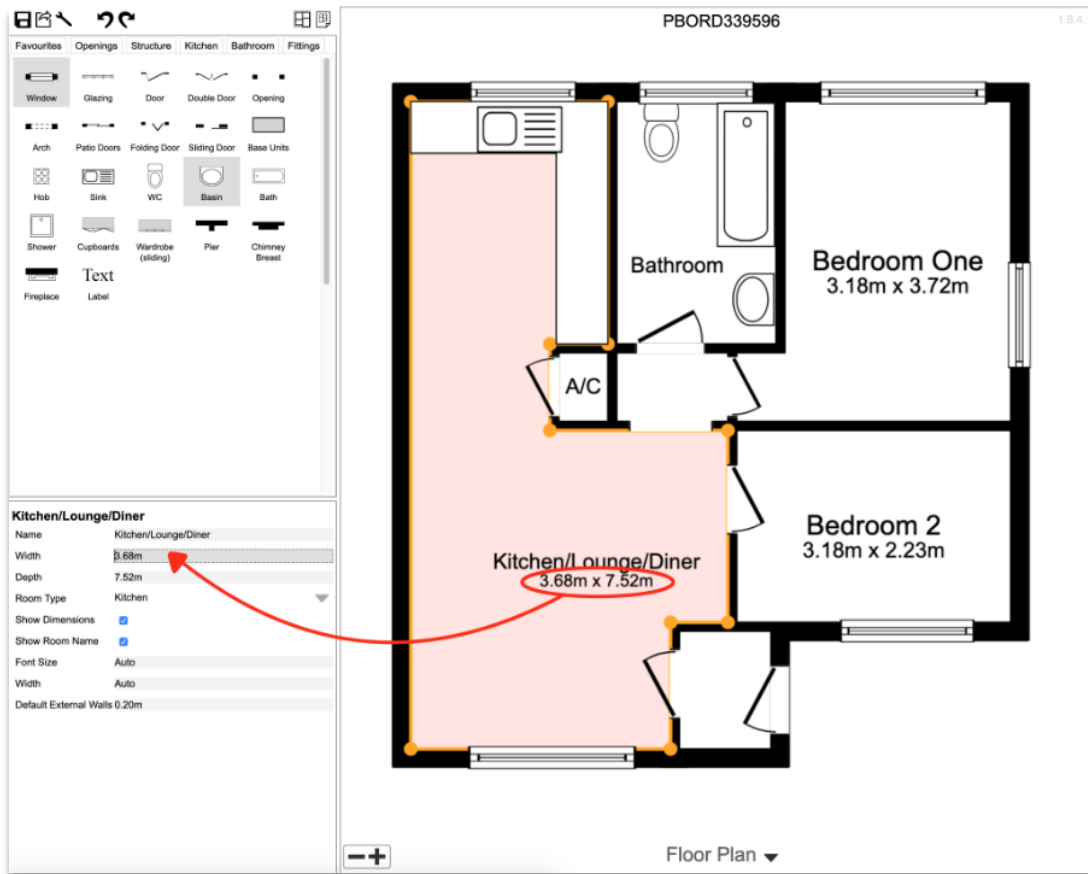 PBORD339596
1.8.4.
Favourites Openings Structure Kitchen Bathroom Fittings
Window Glazing Door Double Door Opening
Arch Patio Doors Folding Door Sliding Door Base Units
Hob Sink WC Basin Bath
Shower Cupboards Wardrobe (sliding) Pier Chimney Breast
Text
Fireplace Label
Kitchen/Lounge/Diner
Name Kitchen/Lounge/Diner
Width 3.68m
Depth 7.52m
Room Type Kitchen
Show Dimensions
Show Room Name
Font Size Auto
Width Auto
Default External Walls 0.20m
Bathroom
Bedroom One
3.18m x 3.72m
A/C
Bedroom 2
3.18m x 2.23m
Kitchen/Lounge/Diner
3.68m x 7.52m
Floor Plan